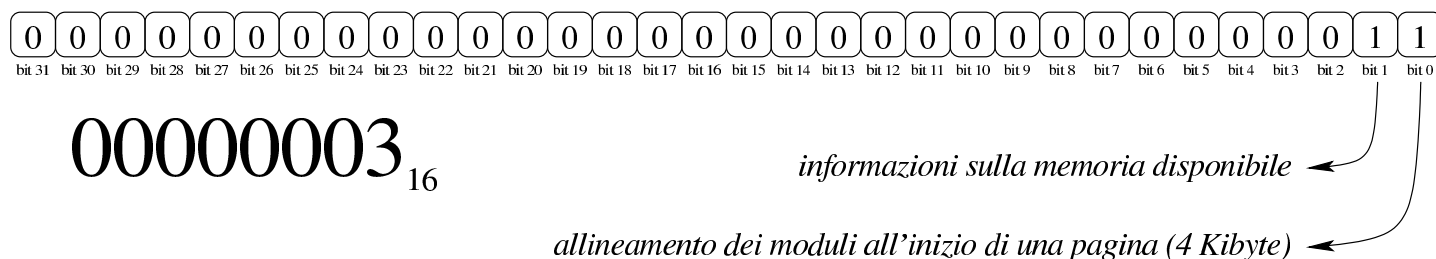 0 0 0 0 0 0 0 0 0 0 0 0 0 0 0 0 0 0 0 0 0 0 0 0 0 0 0 0 0 0 1 1
bit 31 bit 30 bit 29 bit 28 bit 27 bit 26 bit 25 bit 24 bit 23 bit 22 bit 21 bit 20 bit 19 bit 18 bit 17 bit 16 bit 15 bit 14 bit 13 bit 12 bit 11 bit 10 bit 9 bit 8 bit 7 bit 6 bit 5 bit 4 bit 3 bit 2 bit 1 bit 0
00000003 16
informazioni sulla memoria disponibile
allineamento dei moduli all'inizio di una pagina (4 Kibyte)